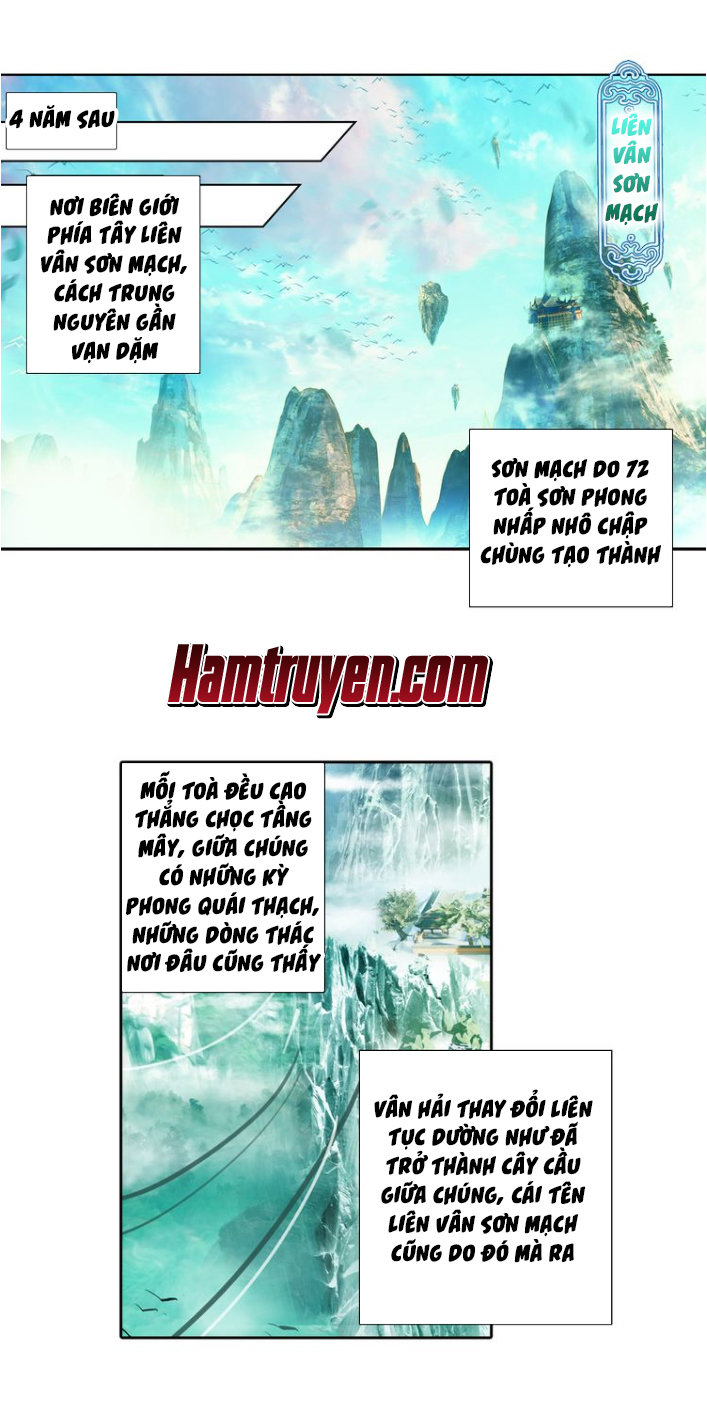 4 NĂM SAU
LIÊN
VÂN
SƠN
MẠCH
NƠI BIÊN GIỚI
PHÍA TÂY LIÊN
VÂN SƠN MẠCH,
CÁCH TRUNG
NGUYÊN GẦN
VẠN DẶM
SƠN MẠCH DO 72
TOÀ SƠN PHONG
NHẤP NHÔ CHẬP
CHÙNG TẠO THÀNH
Hamtruyen.com
MỖI TOÀ ĐỀU CAO
THẲNG CHỌC TẦNG
MÂY, GIỮA CHÚNG
CÓ NHỮNG KỲ
PHONG QUÁI THẠCH,
NHỮNG DÒNG THÁC
NƠI ĐÂU CŨNG THẤY
VÂN HẢI THAY ĐỔI LIÊN
TỤC DƯỜNG NHƯ ĐÃ
TRỞ THÀNH CÂY CẦU
GIỮA CHÚNG, CÁI TÊN
LIÊN VÂN SƠN MẠCH
CŨNG DO ĐÓ MÀ RA